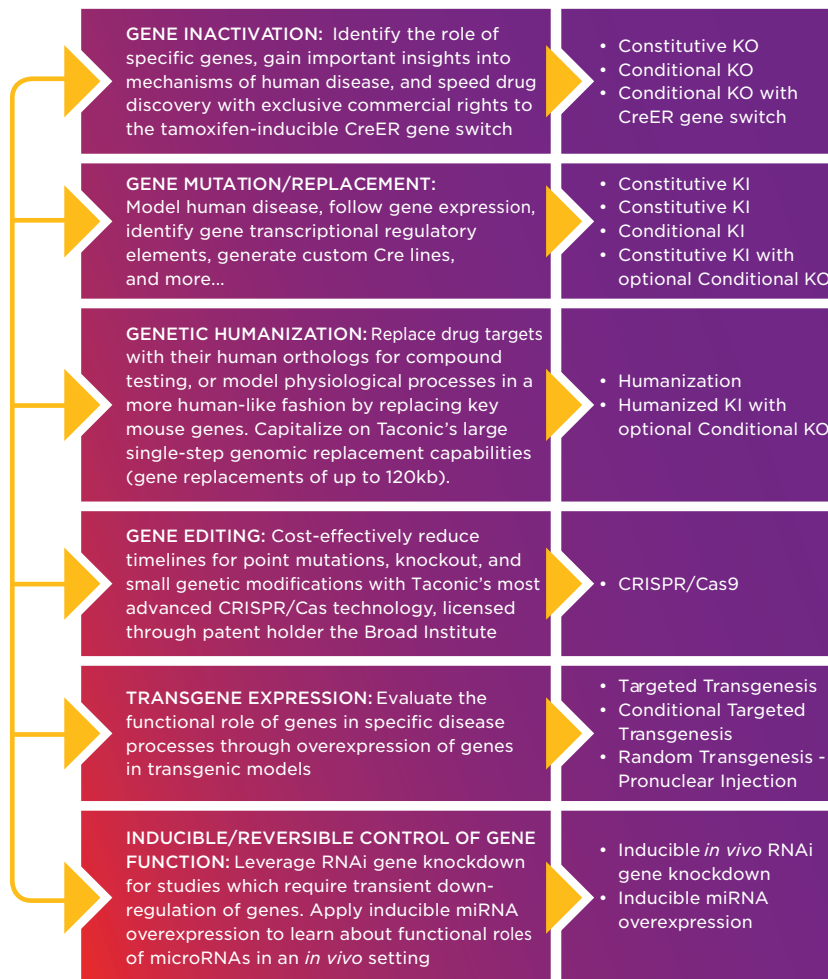 GENE INACTIVATION: Identify the role of
specific genes, gain important insights into
mechanisms of human disease, and speed drug
discovery with exclusive commercial rights to
the tamoxifen-inducible CreER gene switch
• Constitutive KO
• Conditional KO
• Conditional KO with
CreER gene switch
GENE MUTATION/REPLACEMENT:
Model human disease, follow gene expression,
identify gene transcriptional regulatory
elements, generate custom Cre lines,
and more...
• Constitutive KI
• Constitutive KI
• Conditional KI
• Constitutive KI with
optional Conditional KO
GENETIC HUMANIZATION: Replace drug targets
with their human orthologs for compound
testing, or model physiological processes in a
more human-like fashion by replacing key
mouse genes. Capitalize on Taconic's large
single-step genomic replacement capabilities
(gene replacements of up to 120kb).
• Humanization
• Humanized KI with
optional Conditional KO
GENE EDITING: Cost-effectively reduce
timelines for point mutations, knockout, and
small genetic modifications with Taconic's most
advanced CRISPR/Cas technology, licensed
through patent holder the Broad Institute
• CRISPR/Cas9
TRANSGENE EXPRESSION: Evaluate the
functional role of genes in specific disease
processes through overexpression of genes
in transgenic models
• Targeted Transgenesis
• Conditional Targeted
Transgenesis
• Random Transgenesis -
Pronuclear Injection
INDUCIBLE/REVERSIBLE CONTROL OF GENE
FUNCTION: Leverage RNAi gene knockdown
for studies which require transient down-
regulation of genes. Apply inducible miRNA
overexpression to learn about functional roles
of microRNAs in an in vivo setting
• Inducible in vivo RNAi
gene knockdown
• Inducible miRNA
overexpression